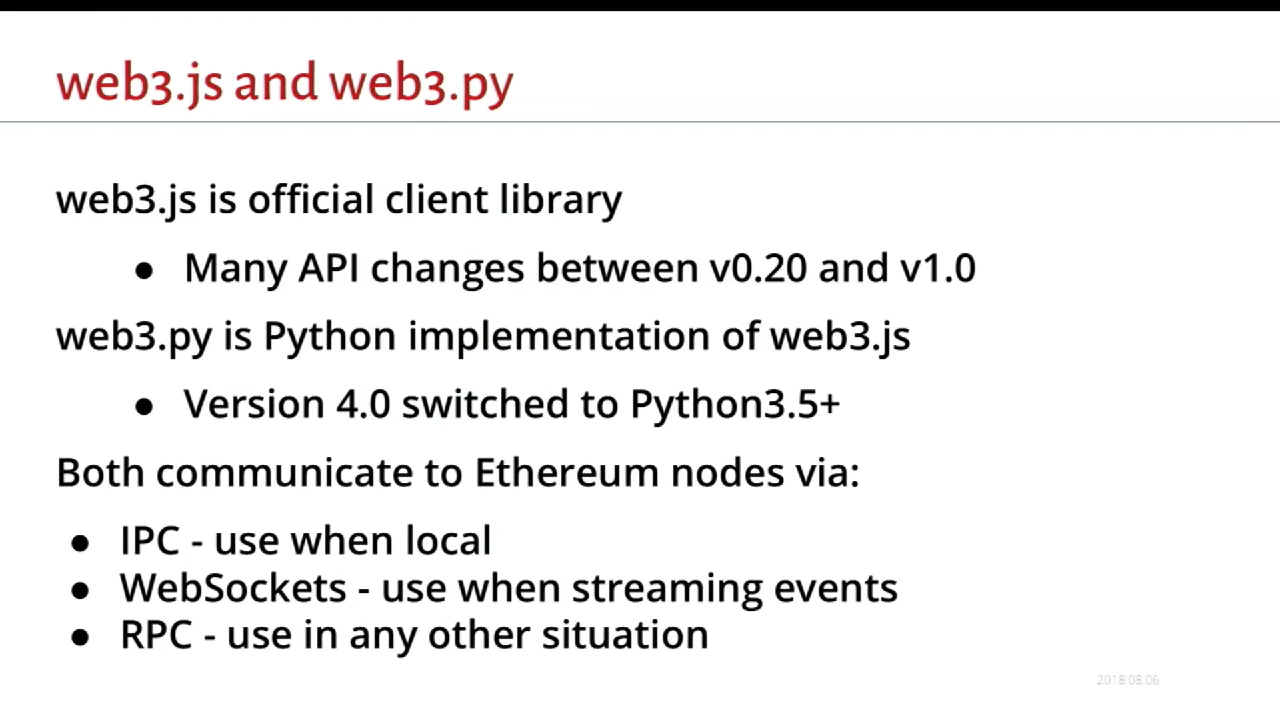 web3.js and web3.py
web3.js is official client library
● Many API changes between v0.20 and v1.0
web3.py is Python implementation of web3.js
● Version 4.0 switched to Python3.5+
Both communicate to Ethereum nodes via:
● IPC - use when local
● WebSockets - use when streaming events
● RPC - use in any other situation
2018.08.06